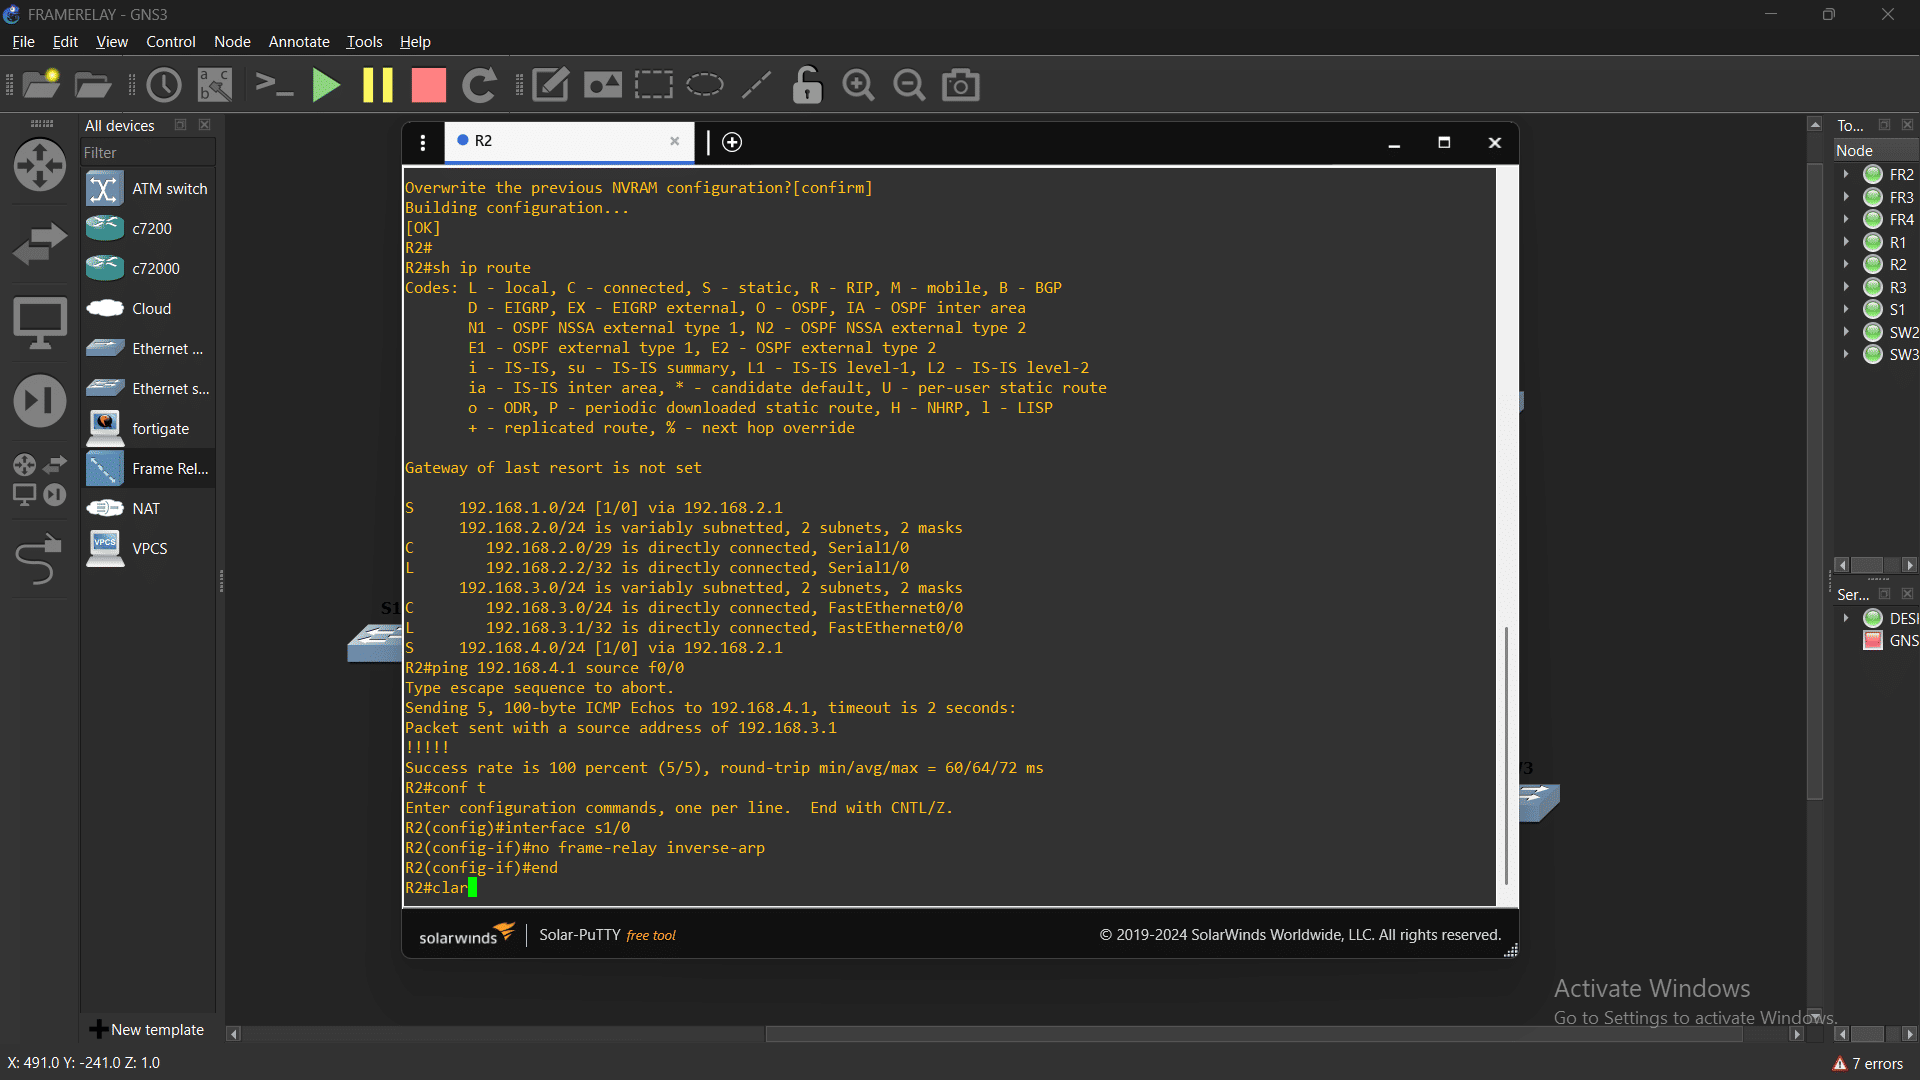 FRAMERELAY - GNS3
File Edit View Control Node Annotate Tools Help
All devices
Filter
ATM switch
c7200
c72000
Cloud
Ethernet ...
Ethernet s...
fortigate
Frame Rel...
NAT
VPCS
New template
R2
Overwrite the previous NVRAM configuration?[confirm]
Building configuration...
[OK]
R2#
R2#sh ip route
Codes: L - local, C - connected, S - static, R - RIP, M - mobile, B - BGP
D - EIGRP, EX - EIGRP external, O - OSPF, IA - OSPF inter area
N1 - OSPF NSSA external type 1, N2 - OSPF NSSA external type 2
E1 - OSPF external type 1, E2 - OSPF external type 2
i - IS-IS, su - IS-IS summary, L1 - IS-IS level-1, L2 - IS-IS level-2
ia - IS-IS inter area, * - candidate default, U - per-user static route
o - ODR, P - periodic downloaded static route, H - NHRP, l - LISP
+ - replicated route, % - next hop override
Gateway of last resort is not set
S 192.168.1.0/24 [1/0] via 192.168.2.1
192.168.2.0/24 is variably subnetted, 2 subnets, 2 masks
C 192.168.2.0/29 is directly connected, Serial1/0
L 192.168.2.2/32 is directly connected, Serial1/0
192.168.3.0/24 is variably subnetted, 2 subnets, 2 masks
C 192.168.3.0/24 is directly connected, FastEthernet0/0
L 192.168.3.1/32 is directly connected, FastEthernet0/0
S 192.168.4.0/24 [1/0] via 192.168.2.1
R2#ping 192.168.4.1 source f0/0
Type escape sequence to abort.
Sending 5, 100-byte ICMP Echos to 192.168.4.1, timeout is 2 seconds:
Packet sent with a source address of 192.168.3.1
!!!!!
Success rate is 100 percent (5/5), round-trip min/avg/max = 60/64/72 ms
R2#conf t
Enter configuration commands, one per line.  End with CNTL/Z.
R2(config)#interface s1/0
R2(config-if)#no frame-relay inverse-arp
R2(config-if)#end
R2#clar
solarwinds
Solar-PuTTY free tool
© 2019-2024 SolarWinds Worldwide, LLC. All rights reserved.
S1
3
To...
Node
FR2
FR3
FR4
R1
R2
R3
S1
SW2
SW3
Ser...
DESI
GNS
Activate Windows
Go to Settings to activate Windows.
X: 491.0 Y: -241.0 Z: 1.0
7 errors